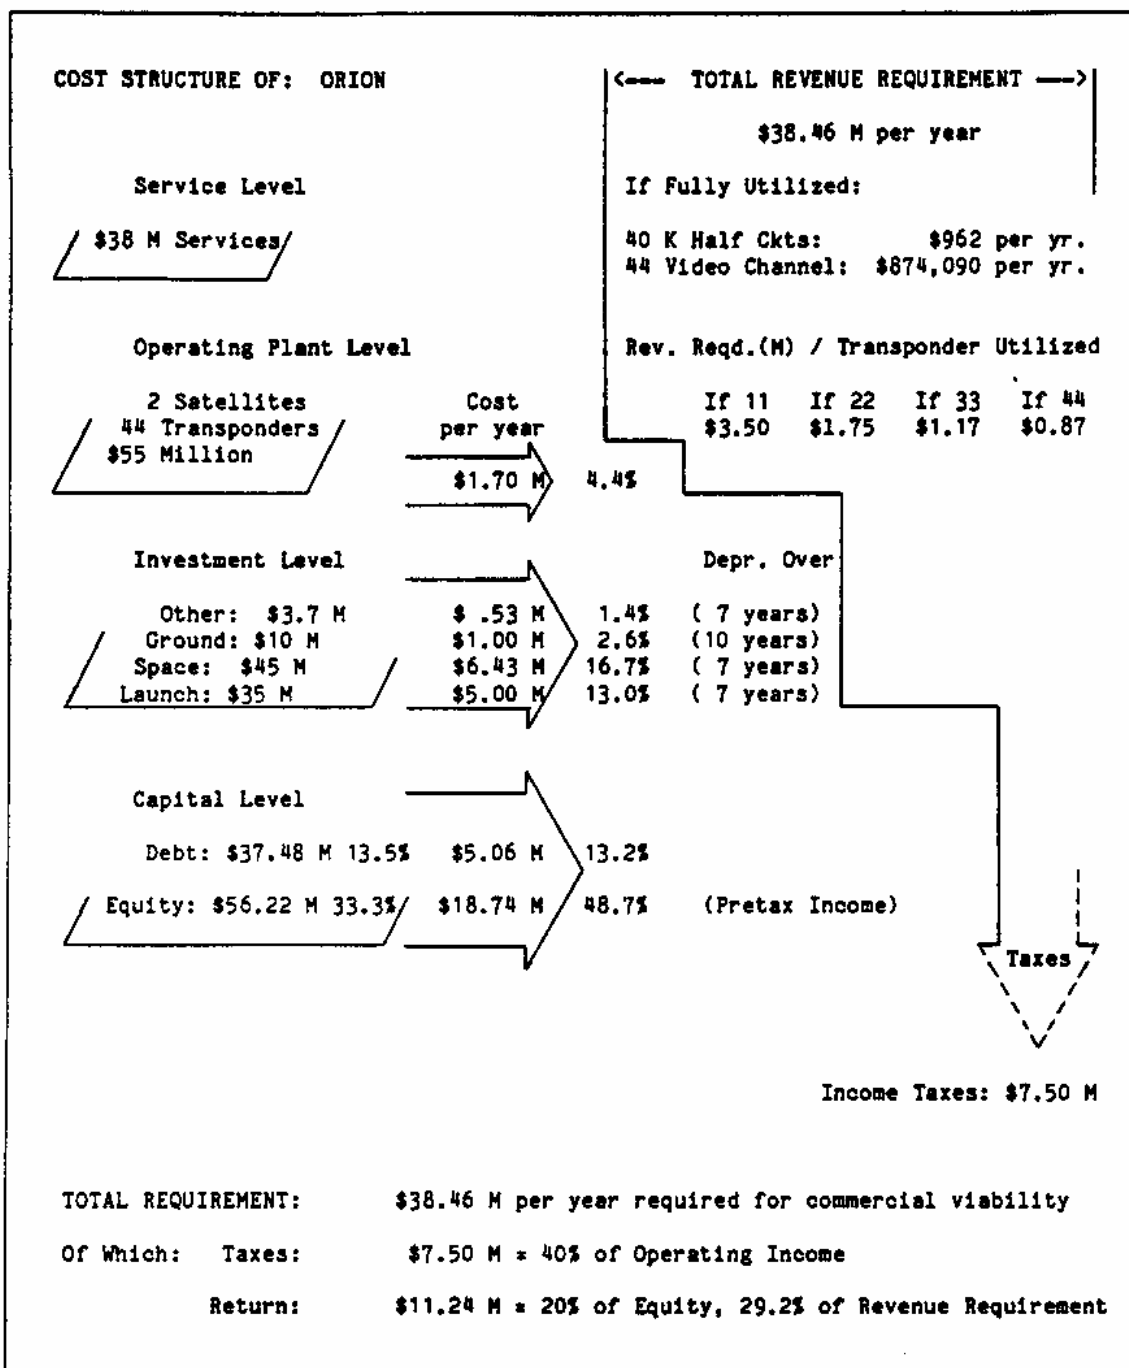 COST STRUCTURE OF: ORION
<--- TOTAL REVENUE REQUIREMENT --->
$38.46 M per year
Service Level
If Fully Utilized:
$38 M Services
40 K Half Ckts: $962 per yr.
44 Video Channel: $874,090 per yr.
Operating Plant Level
Rev. Reqd.(M) / Transponder Utilized
2 Satellites
44 Transponders
$55 Million
Cost
per year
If 11 If 22 If 33 If 44
$3.50 $1.75 $1.17 $0.87
$1.70 M 4.4%
Investment Level
Depr. Over
Other: $3.7 M $ .53 M 1.4% ( 7 years)
Ground: $10 M $1.00 M 2.6% (10 years)
Space: $45 M $6.43 M 16.7% ( 7 years)
Launch: $35 M $5.00 M 13.0% ( 7 years)
Capital Level
Debt: $37.48 M 13.5% $5.06 M 13.2%
Equity: $56.22 M 33.3% $18.74 M 48.7% (Pretax Income)
Taxes
Income Taxes: $7.50 M
TOTAL REQUIREMENT: $38.46 M per year required for commercial viability
Of Which: Taxes: $7.50 M = 40% of Operating Income
Return: $11.24 M = 20% of Equity, 29.2% of Revenue Requirement